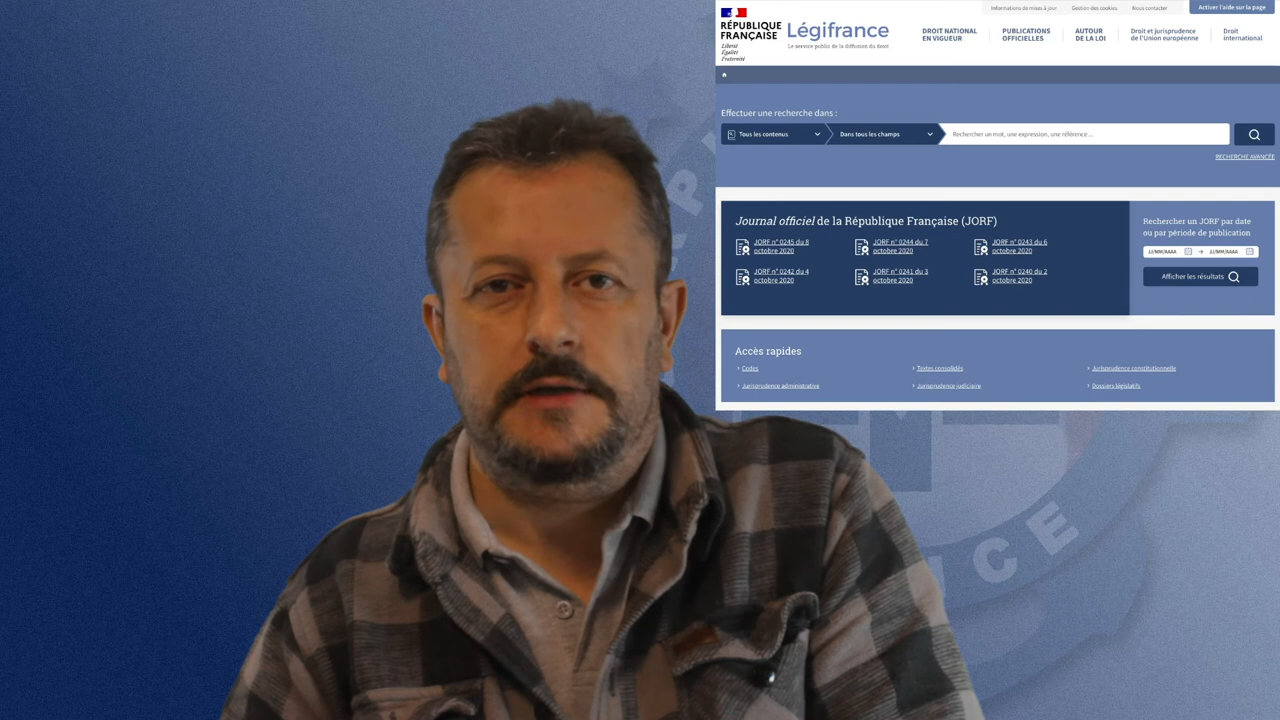 Informations de mises à jour
Gestion des cookies
Nous contacter
Activer l'aide sur la page
RÉPUBLIQUE
FRANÇAISE
Liberté
Égalité
Fraternité
Légifrance
Le service public de la diffusion du droit
DROIT NATIONAL
EN VIGUEUR
PUBLICATIONS
OFFICIELLES
AUTOUR
DE LA LOI
Droit et jurisprudence
de l'Union européenne
Droit
international
Effectuer une recherche dans :
Tous les contenus
Dans tous les champs
Rechercher un mot, une expression, une référence...
RECHERCHE AVANCÉE
Journal officiel de la République Française (JORF)
JORF n° 0245 du 8
octobre 2020
JORF n° 0244 du 7
octobre 2020
JORF n° 0243 du 6
octobre 2020
JORF n° 0242 du 4
octobre 2020
JORF n° 0241 du 3
octobre 2020
JORF n° 0240 du 2
octobre 2020
Rechercher un JORF par date
ou par période de publication
JJ/MM/AAAA
JJ/MM/AAAA
Afficher les résultats
Accès rapides
Codes
Textes consolidés
Jurisprudence constitutionnelle
Jurisprudence administrative
Jurisprudence judiciaire
Dossiers législatifs